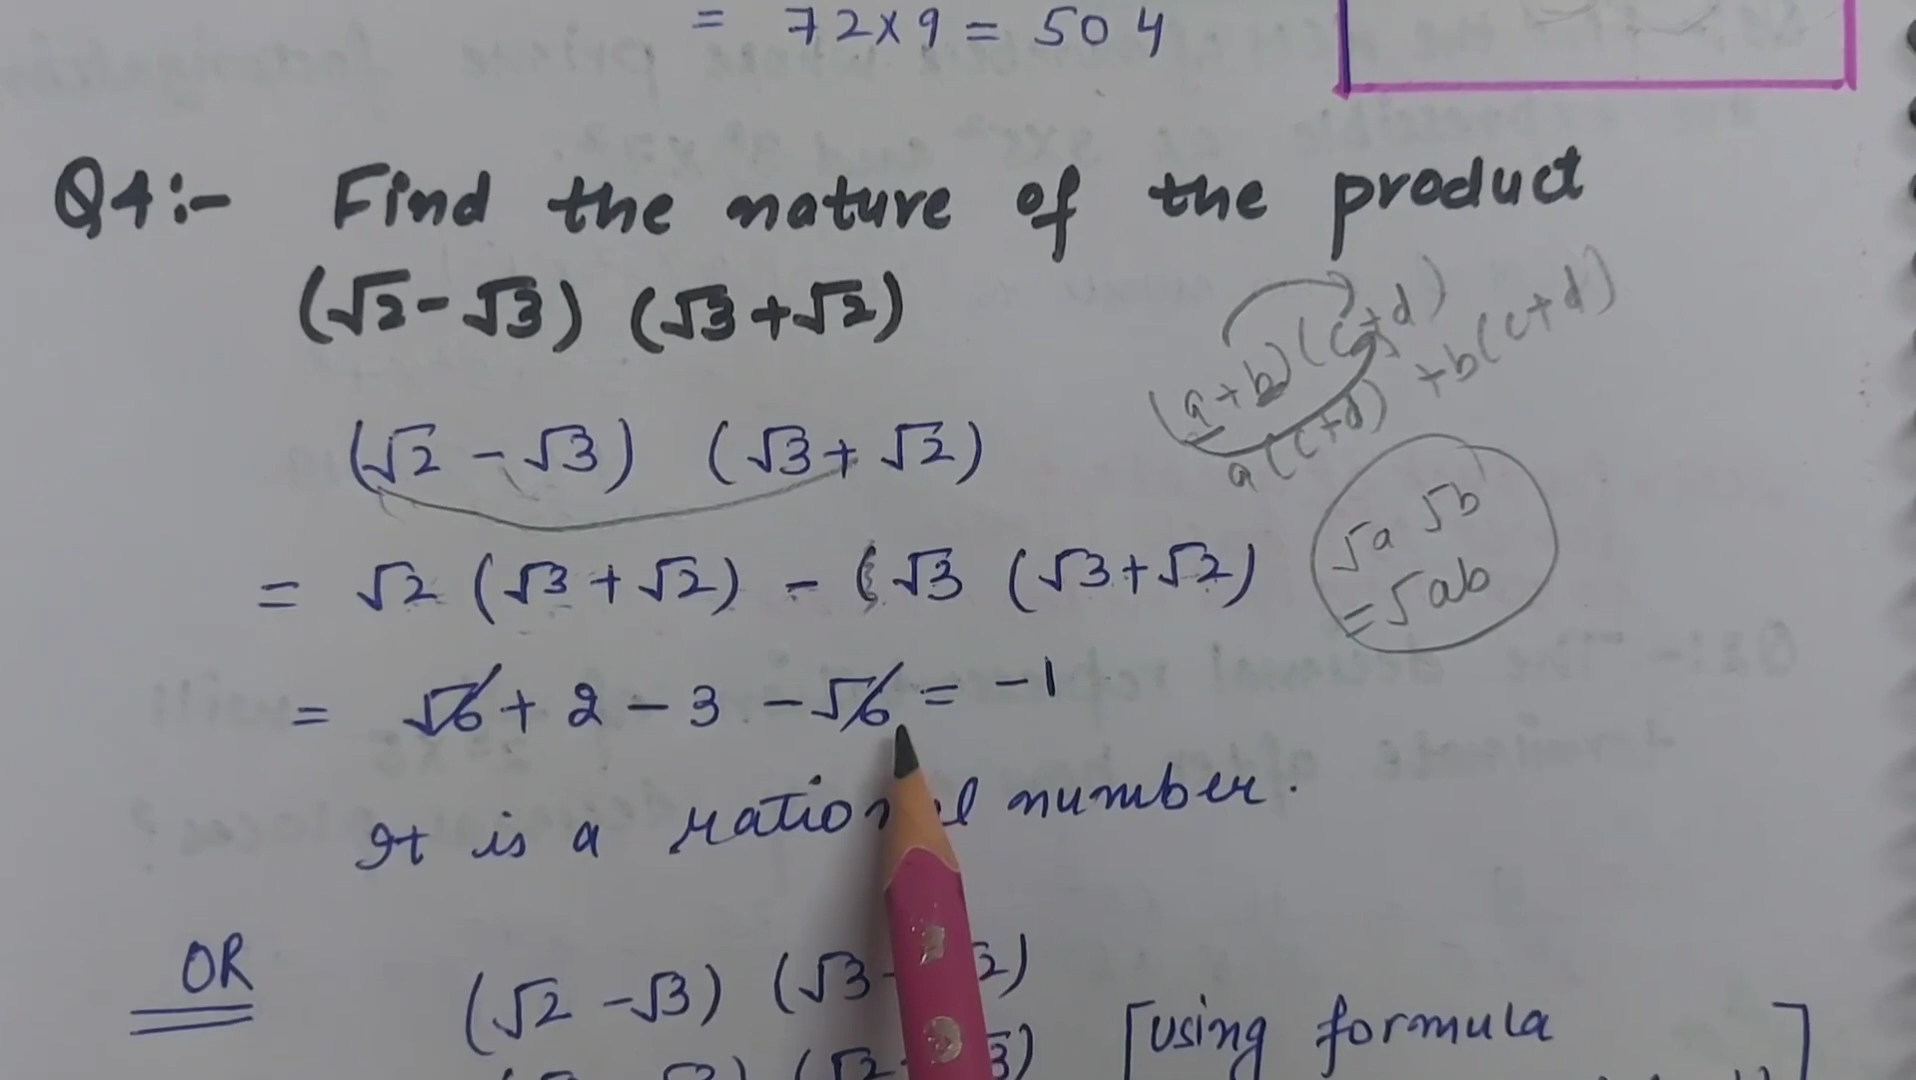 = 72×9 = 504
Q4:- Find the nature of the product
(√2-√3) (√3+√2)
(a+b)(c+d)
a(c+d) +b(c+d)
(√2 - √3) (√3+ √2)
√a √b
= √ab
= √2 (√3+√2) - (√3 (√3+√2)
= √6+ 2 - 3 - √6 = -1
It is a number.
OR
(√2 -√3) (√3
[using formula ]